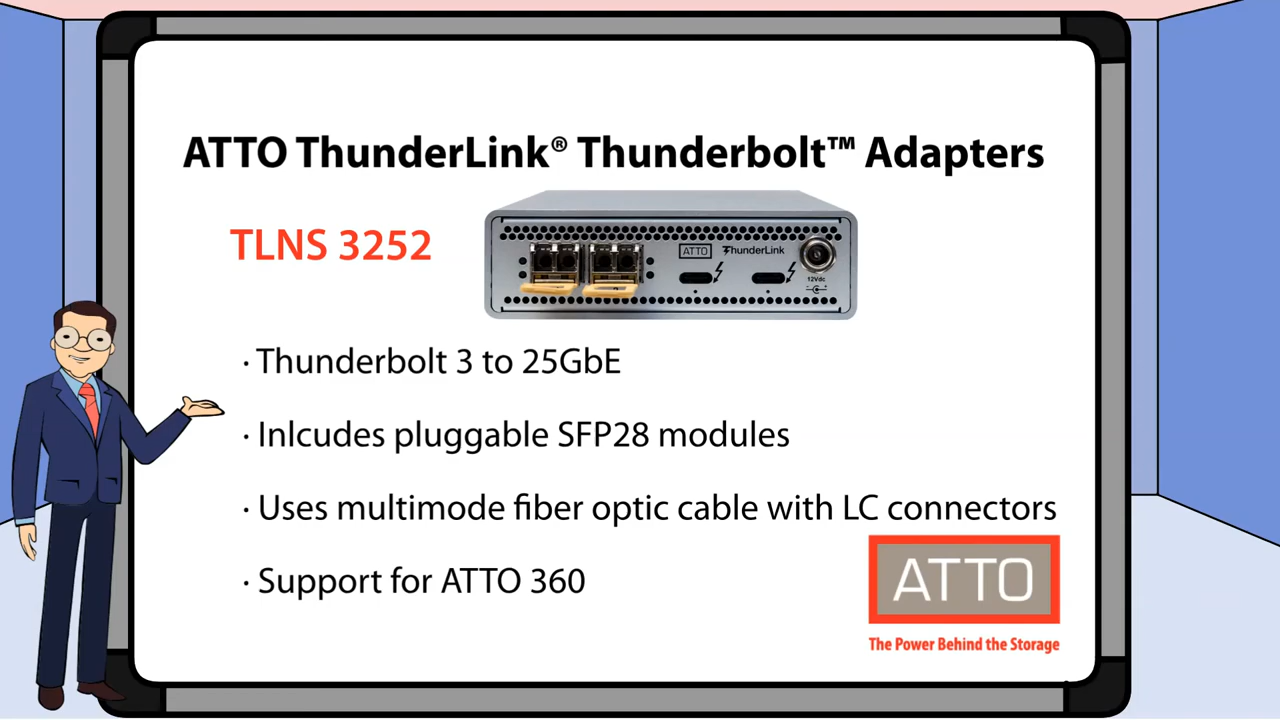 ATTO ThunderLink® Thunderbolt™ Adapters
TLNS 3252
ATTO ThunderLink
12Vdc
· Thunderbolt 3 to 25GbE
· Inlcudes pluggable SFP28 modules
· Uses multimode fiber optic cable with LC connectors
· Support for ATTO 360
ATTO
The Power Behind the Storage